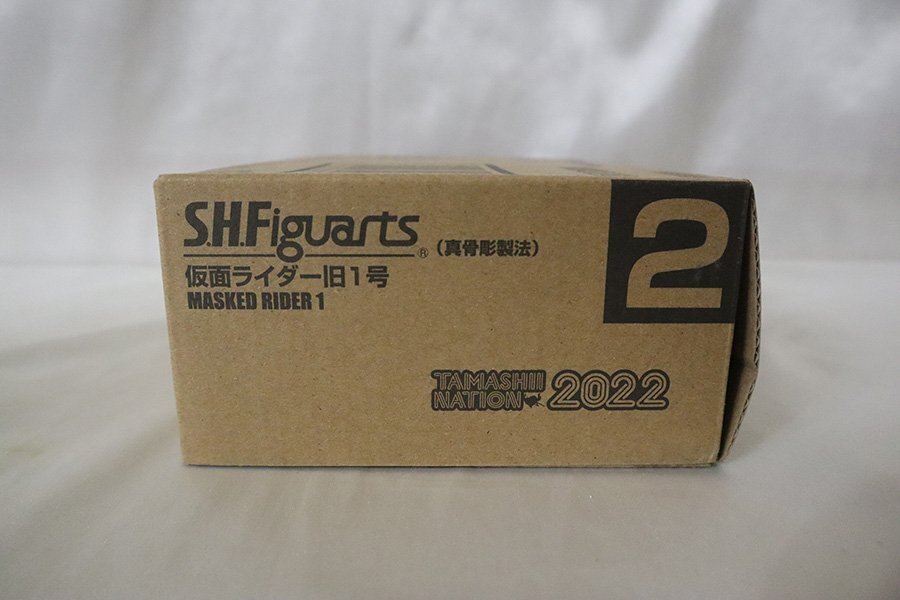 S.H.Figuarts® (真骨彫製法)
仮面ライダー旧1号
MASKED RIDER 1
2
TAMASHII
NATION 2022